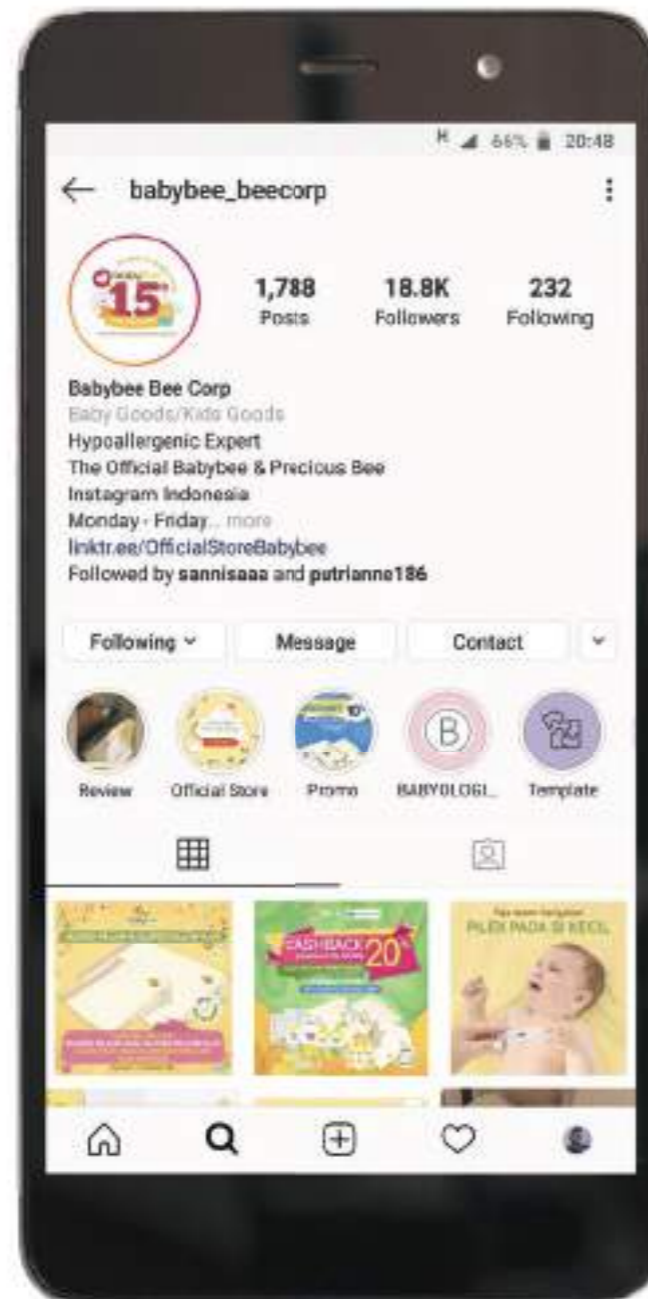 H 66% 20:48
babybee_beecorp
15
1,788 18.8K 232
Posts Followers Following
Babybee Bee Corp
Baby Goods/Kids Goods
Hypoallergenic Expert
The Official Babybee & Precious Bee
Instagram Indonesia
Monday - Friday... more
linktr.ee/OfficialStoreBabybee
Followed by sannisaaa and putrianne186
Following Message Contact
B
Review Official Store Promo BABYOLOGI... Template
CASHBACK
20
PILEK PADA SI KECIL